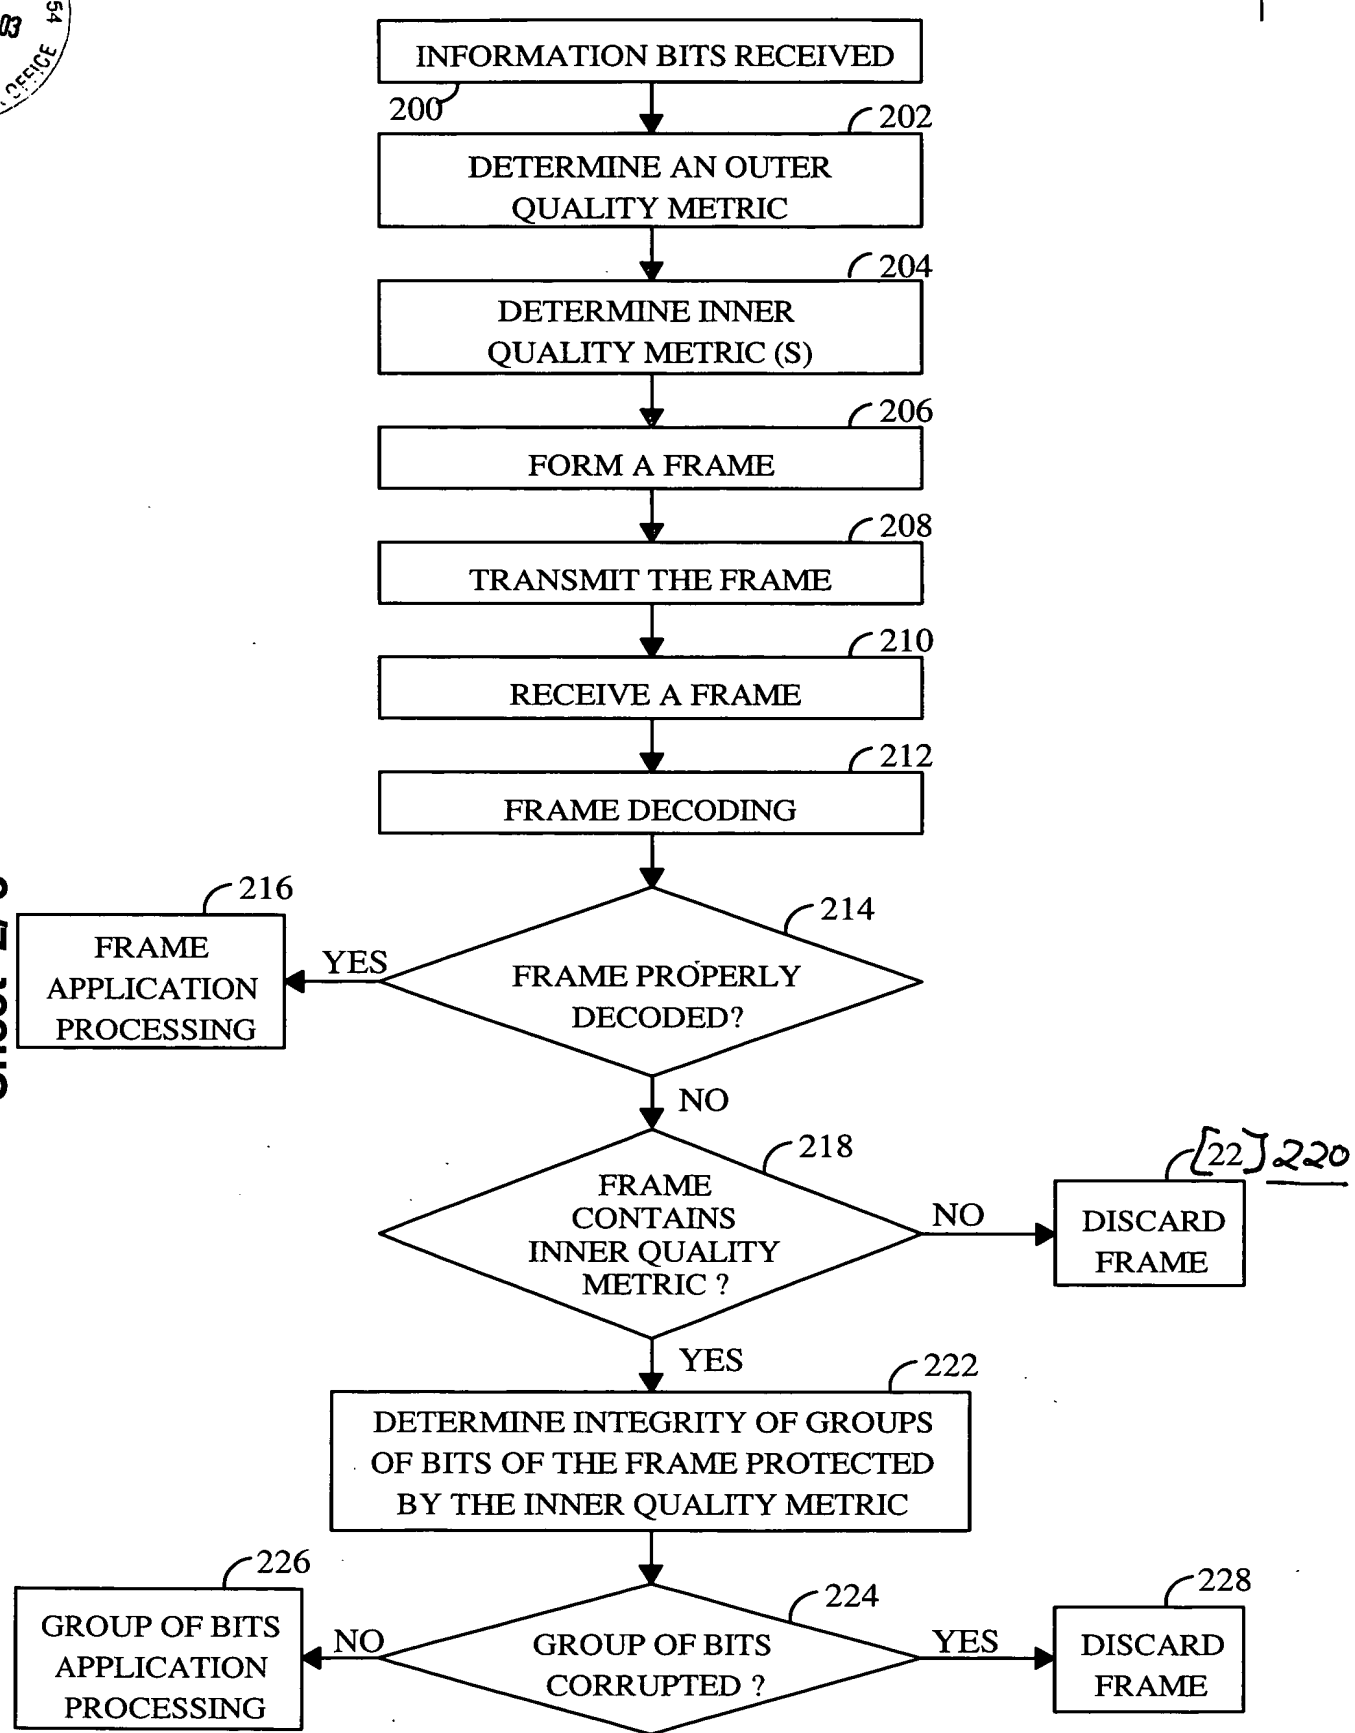 03
54
OFFICE
INFORMATION BITS RECEIVED
200
202
DETERMINE AN OUTER
QUALITY METRIC
204
DETERMINE INNER
QUALITY METRIC (S)
206
FORM A FRAME
208
TRANSMIT THE FRAME
210
RECEIVE A FRAME
212
FRAME DECODING
216
FRAME
APPLICATION
PROCESSING
YES
214
FRAME PROPERLY
DECODED?
NO
218
FRAME
CONTAINS
INNER QUALITY
METRIC ?
NO
[22] 220
DISCARD
FRAME
YES
222
DETERMINE INTEGRITY OF GROUPS
OF BITS OF THE FRAME PROTECTED
BY THE INNER QUALITY METRIC
226
GROUP OF BITS
APPLICATION
PROCESSING
NO
224
GROUP OF BITS
CORRUPTED ?
YES
228
DISCARD
FRAME